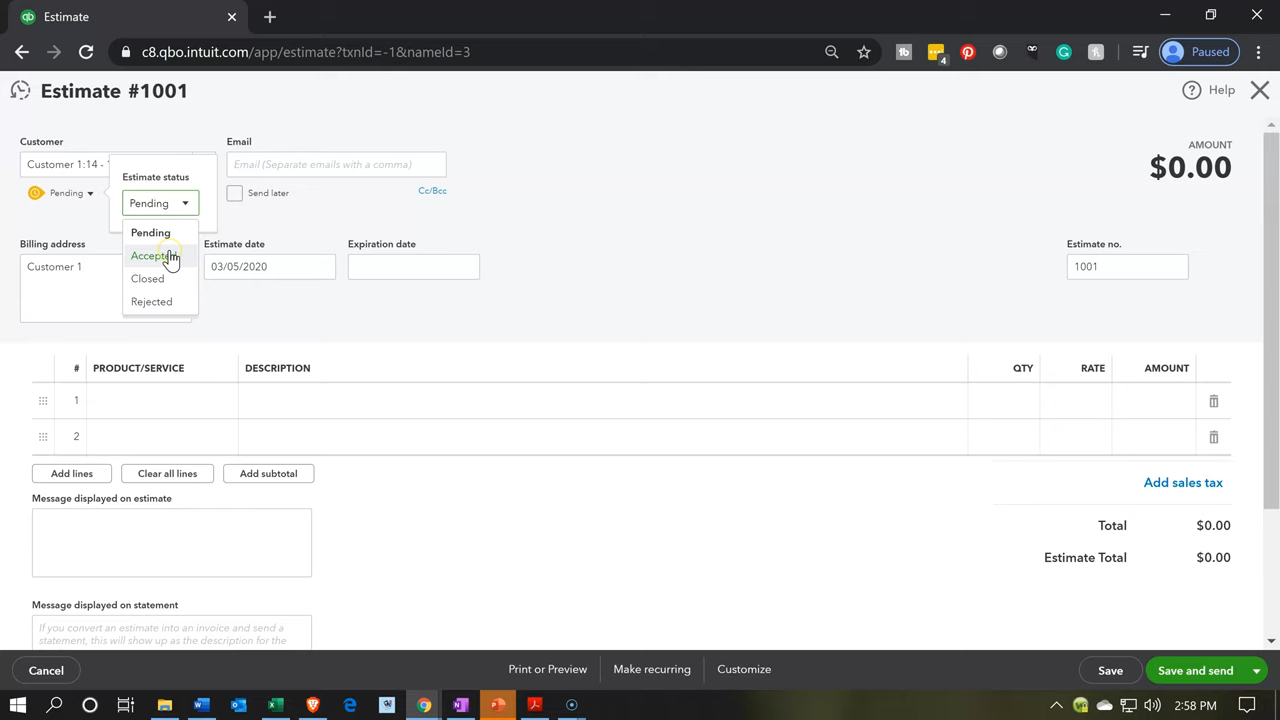 Estimate
c8.qbo.intuit.com/app/estimate?txnId=-1&nameId=3
4
Paused
Estimate #1001
Help
Customer
Email
AMOUNT
Customer 1:14 -
Email (Separate emails with a comma)
$0.00
Estimate status
Pending
Send later
Cc/Bcc
Pending
Pending
Accepted
Closed
Rejected
Billing address
Estimate date
Expiration date
Estimate no.
Customer 1
03/05/2020
1001
# PRODUCT/SERVICE DESCRIPTION QTY RATE AMOUNT
1
2
Add lines
Clear all lines
Add subtotal
Message displayed on estimate
Add sales tax
Total $0.00
Estimate Total $0.00
Message displayed on statement
If you convert an estimate into an invoice and send a
statement, this will show up as the description for the
Cancel
Print or Preview
Make recurring
Customize
Save
Save and send
2:58 PM